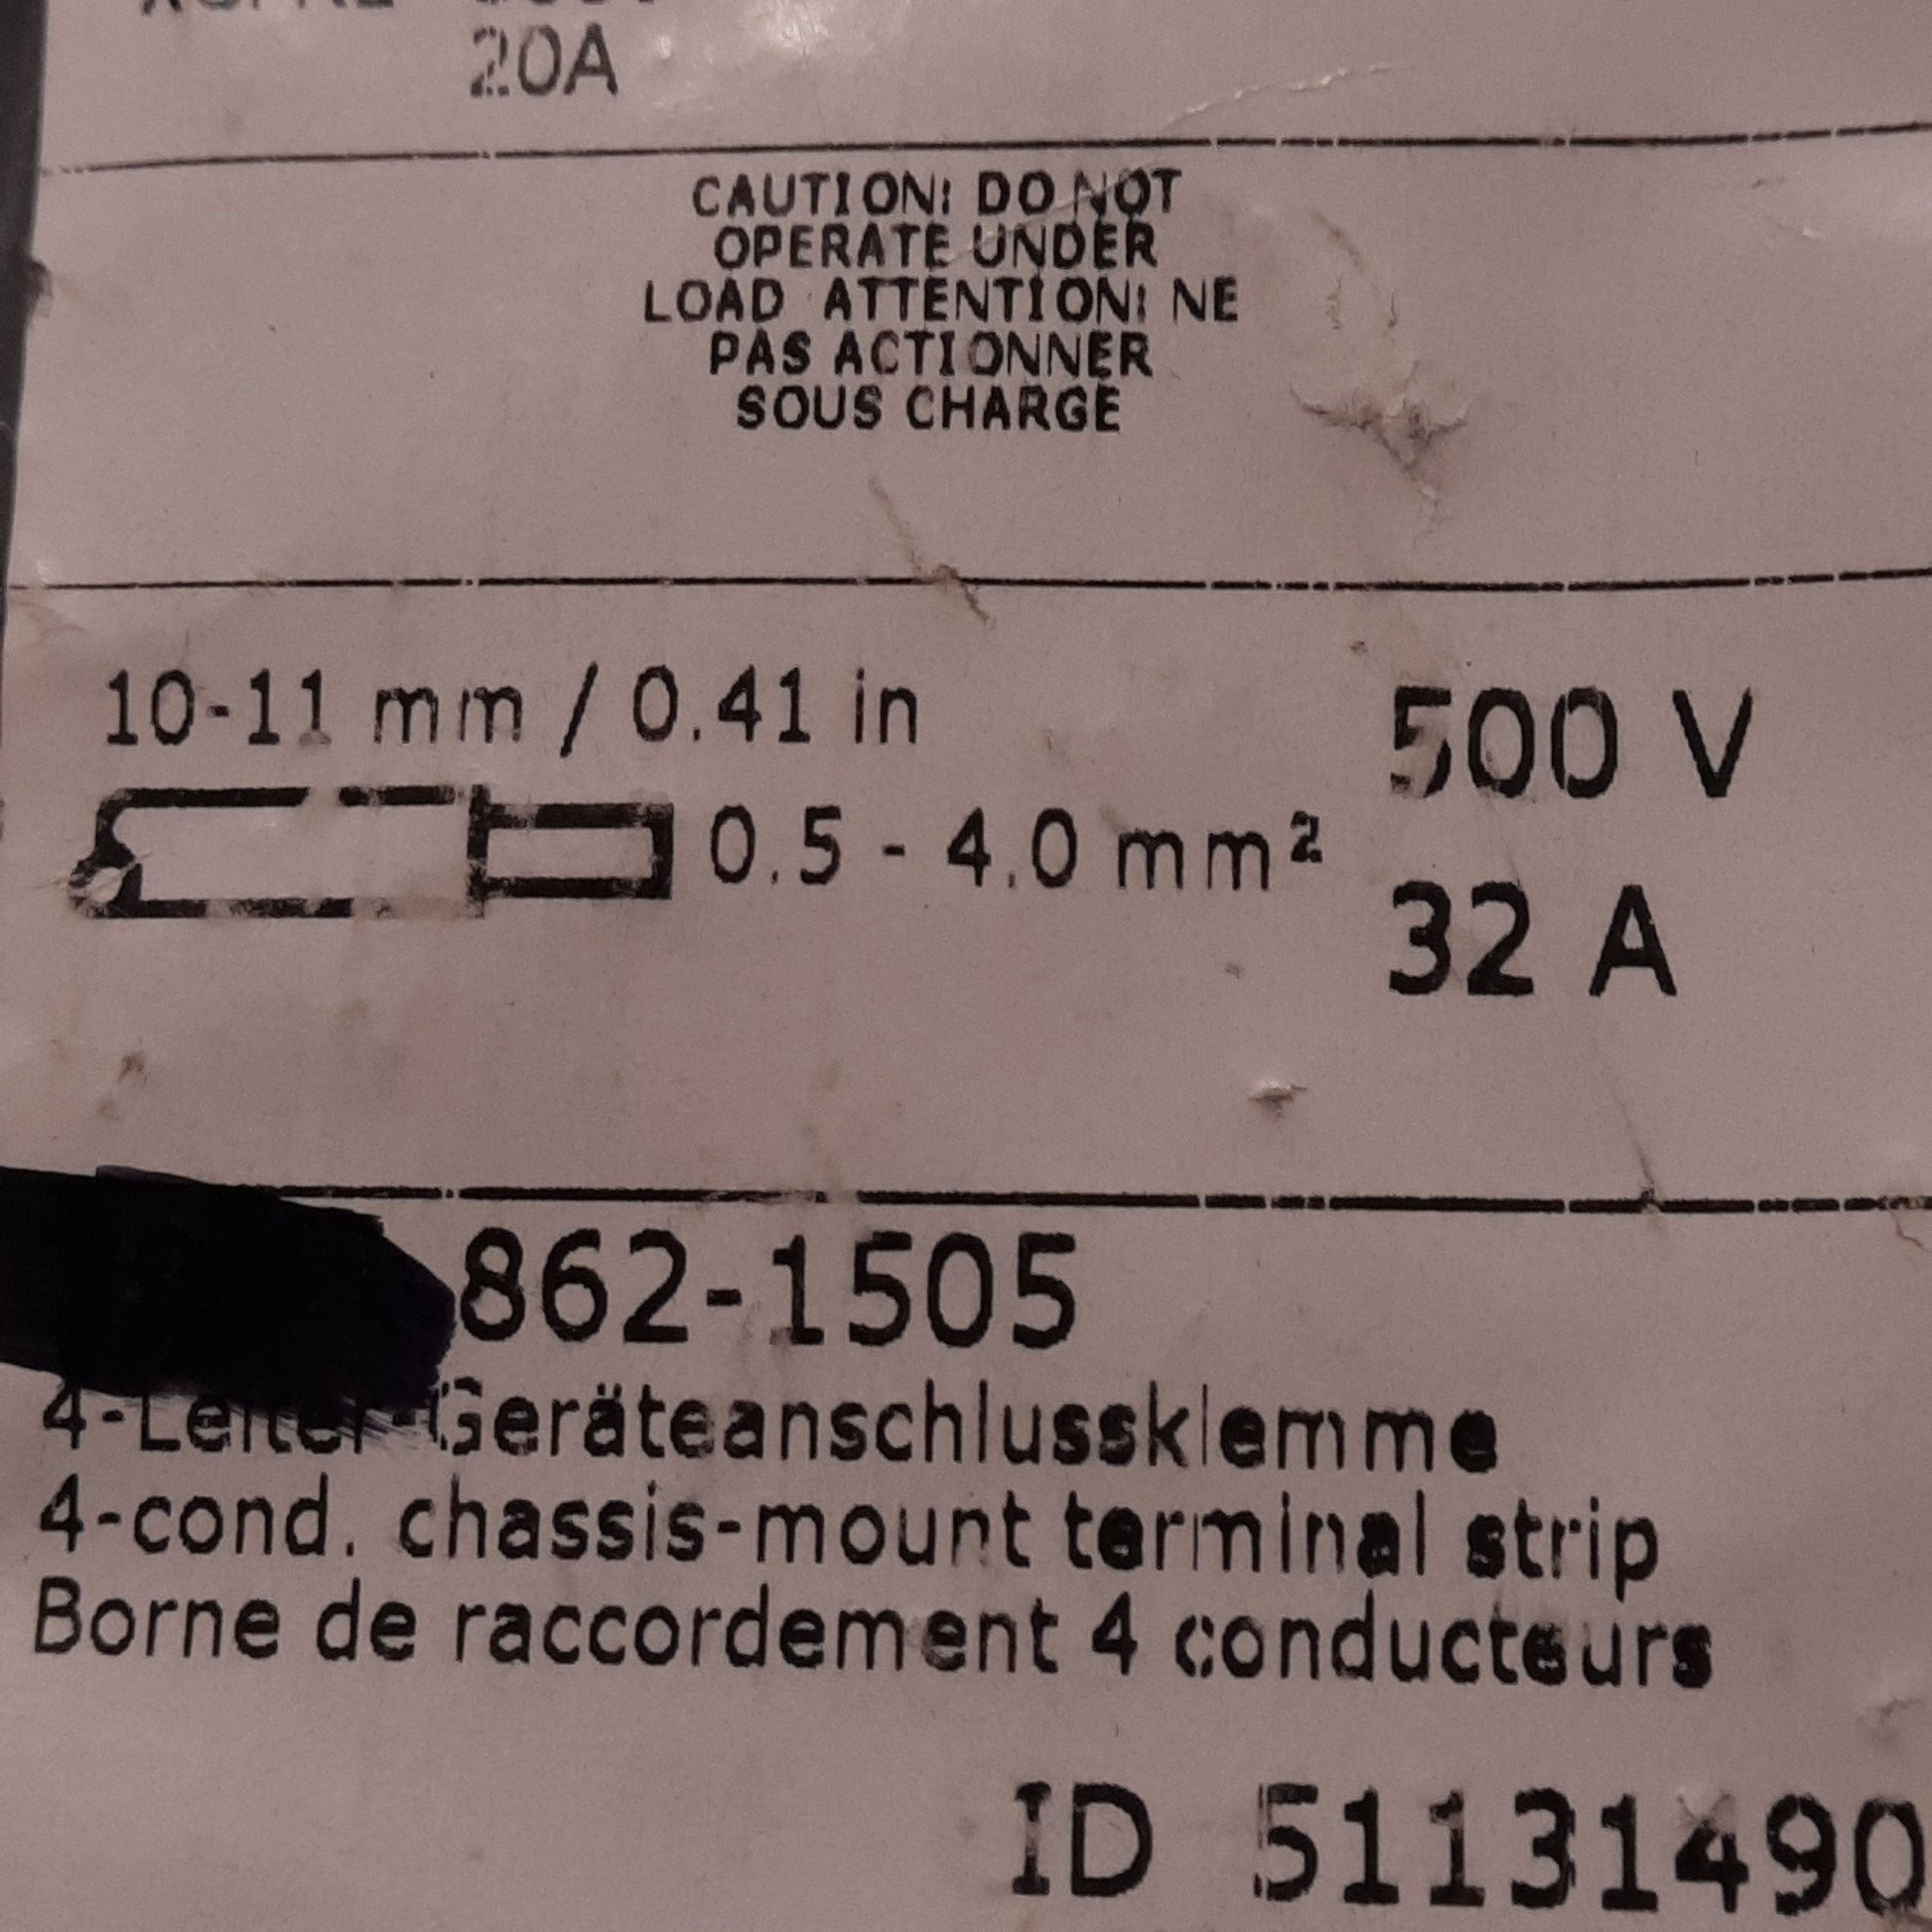 20A
CAUTION: DO NOT
OPERATE UNDER
LOAD ATTENTION: NE
PAS ACTIONNER
SOUS CHARGE
10-11 mm / 0.41 in
0.5 - 4.0 mm²
500 V
32 A
862-1505
4-Leiter-Geräteanschlussklemme
4-cond. chassis-mount terminal strip
Borne de raccordement 4 conducteurs
ID 51131490